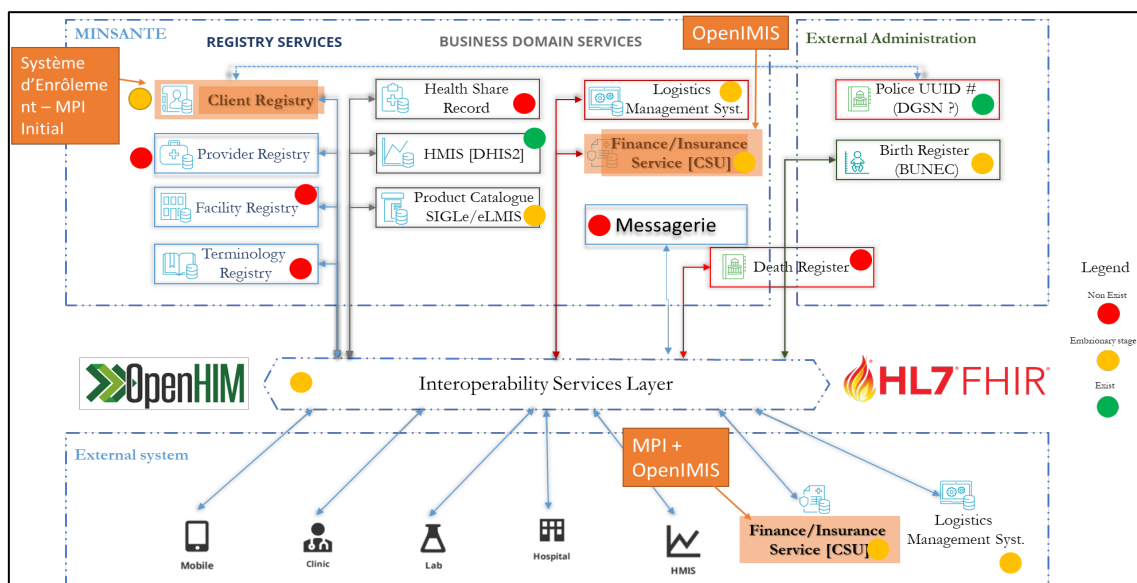 MINSANTE
REGISTRY SERVICES
BUSINESS DOMAIN SERVICES
OpenIMIS
External Administration
Système
d’Enrôleme
nt – MPI
Initial
Client Registry
Health Share
Record
Logistics
Management Syst.
Police UUID #
(DGSN ?)
Provider Registry
HMIS [DHIS2]
Finance/Insurance
Service [CSU]
Birth Register
(BUNEC)
Facility Registry
Product Catalogue
SIGLe/eLMIS
Messagerie
Terminology
Registry
Death Register
Legend
Non Exist
Embrionary stage
Exist
OpenHIM
Interoperability Services Layer
HL7 FHIR
External system
MPI +
OpenIMIS
Mobile
Clinic
Lab
Hospital
HMIS
Finance/Insurance
Service [CSU]
Logistics
Management Syst.